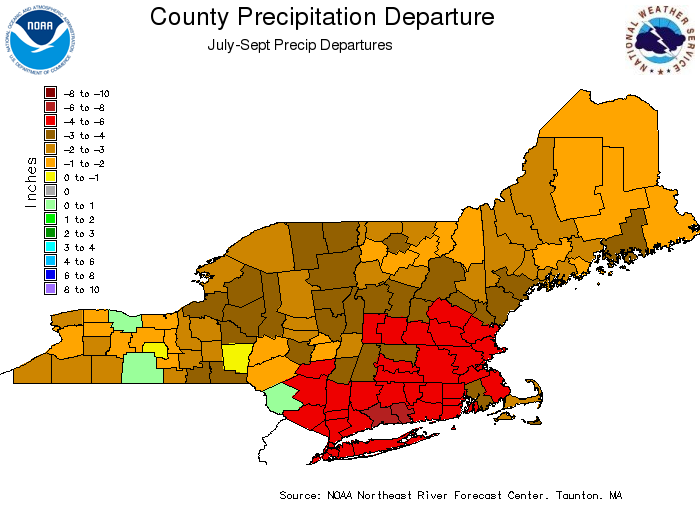 County Precipitation Departure
July-Sept Precip Departures
NOAA
NATIONAL OCEANIC AND ATMOSPHERIC ADMINISTRATION
U.S. DEPARTMENT OF COMMERCE
NATIONAL WEATHER SERVICE
Inches
-8 to -10
-6 to -8
-4 to -6
-3 to -4
-2 to -3
-1 to -2
0 to -1
0
0 to 1
1 to 2
2 to 3
3 to 4
4 to 6
6 to 8
8 to 10
Source: NOAA Northeast River Forecast Center. Taunton. MA